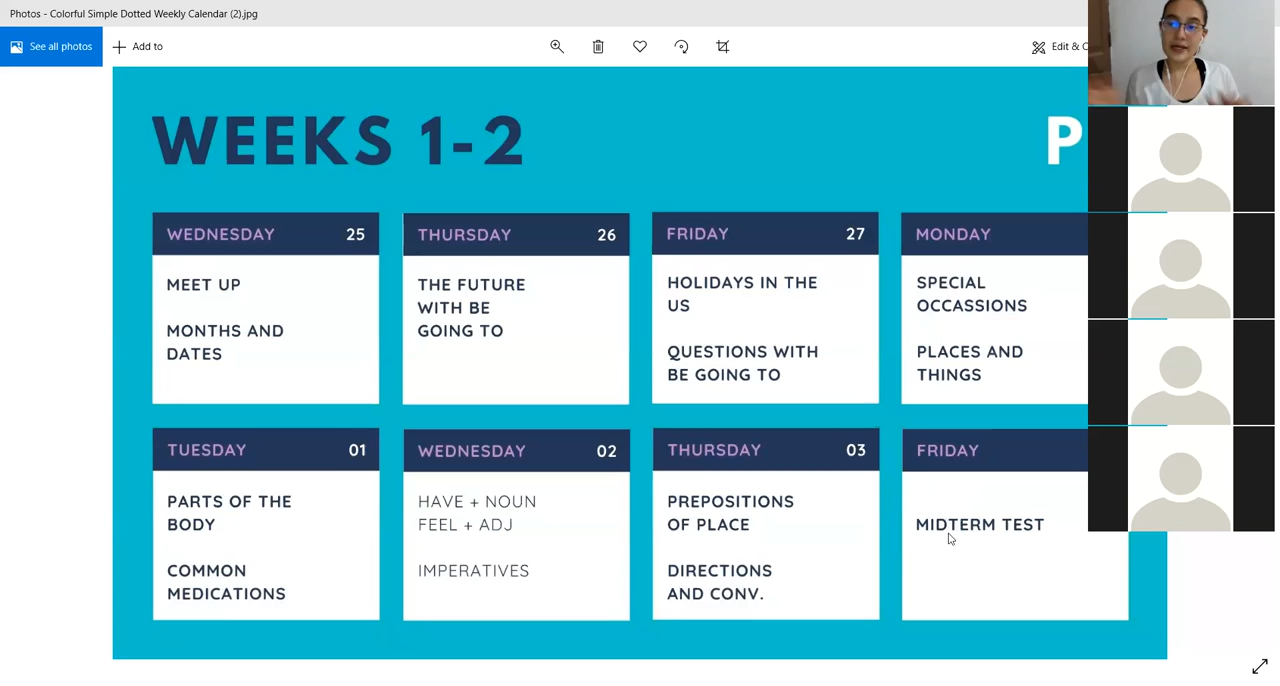 Photos - Colorful Simple Dotted Weekly Calendar (2).jpg
See all photos
Add to
Edit & C
WEEKS 1-2
P
WEDNESDAY 25
MEET UP
MONTHS AND
DATES
THURSDAY 26
THE FUTURE
WITH BE
GOING TO
FRIDAY 27
HOLIDAYS IN THE
US
QUESTIONS WITH
BE GOING TO
MONDAY
SPECIAL
OCCASSIONS
PLACES AND
THINGS
TUESDAY 01
PARTS OF THE
BODY
COMMON
MEDICATIONS
WEDNESDAY 02
HAVE + NOUN
FEEL + ADJ
IMPERATIVES
THURSDAY 03
PREPOSITIONS
OF PLACE
DIRECTIONS
AND CONV.
FRIDAY
MIDTERM TEST